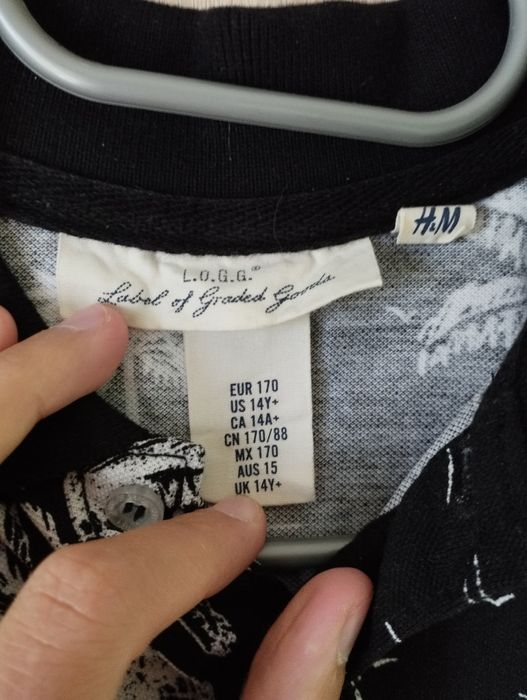 H&M
L.O.G.G.®
Label of Graded Goods
EUR 170
US 14Y+
CA 14A+
CN 170/88
MX 170
AUS 15
UK 14Y+